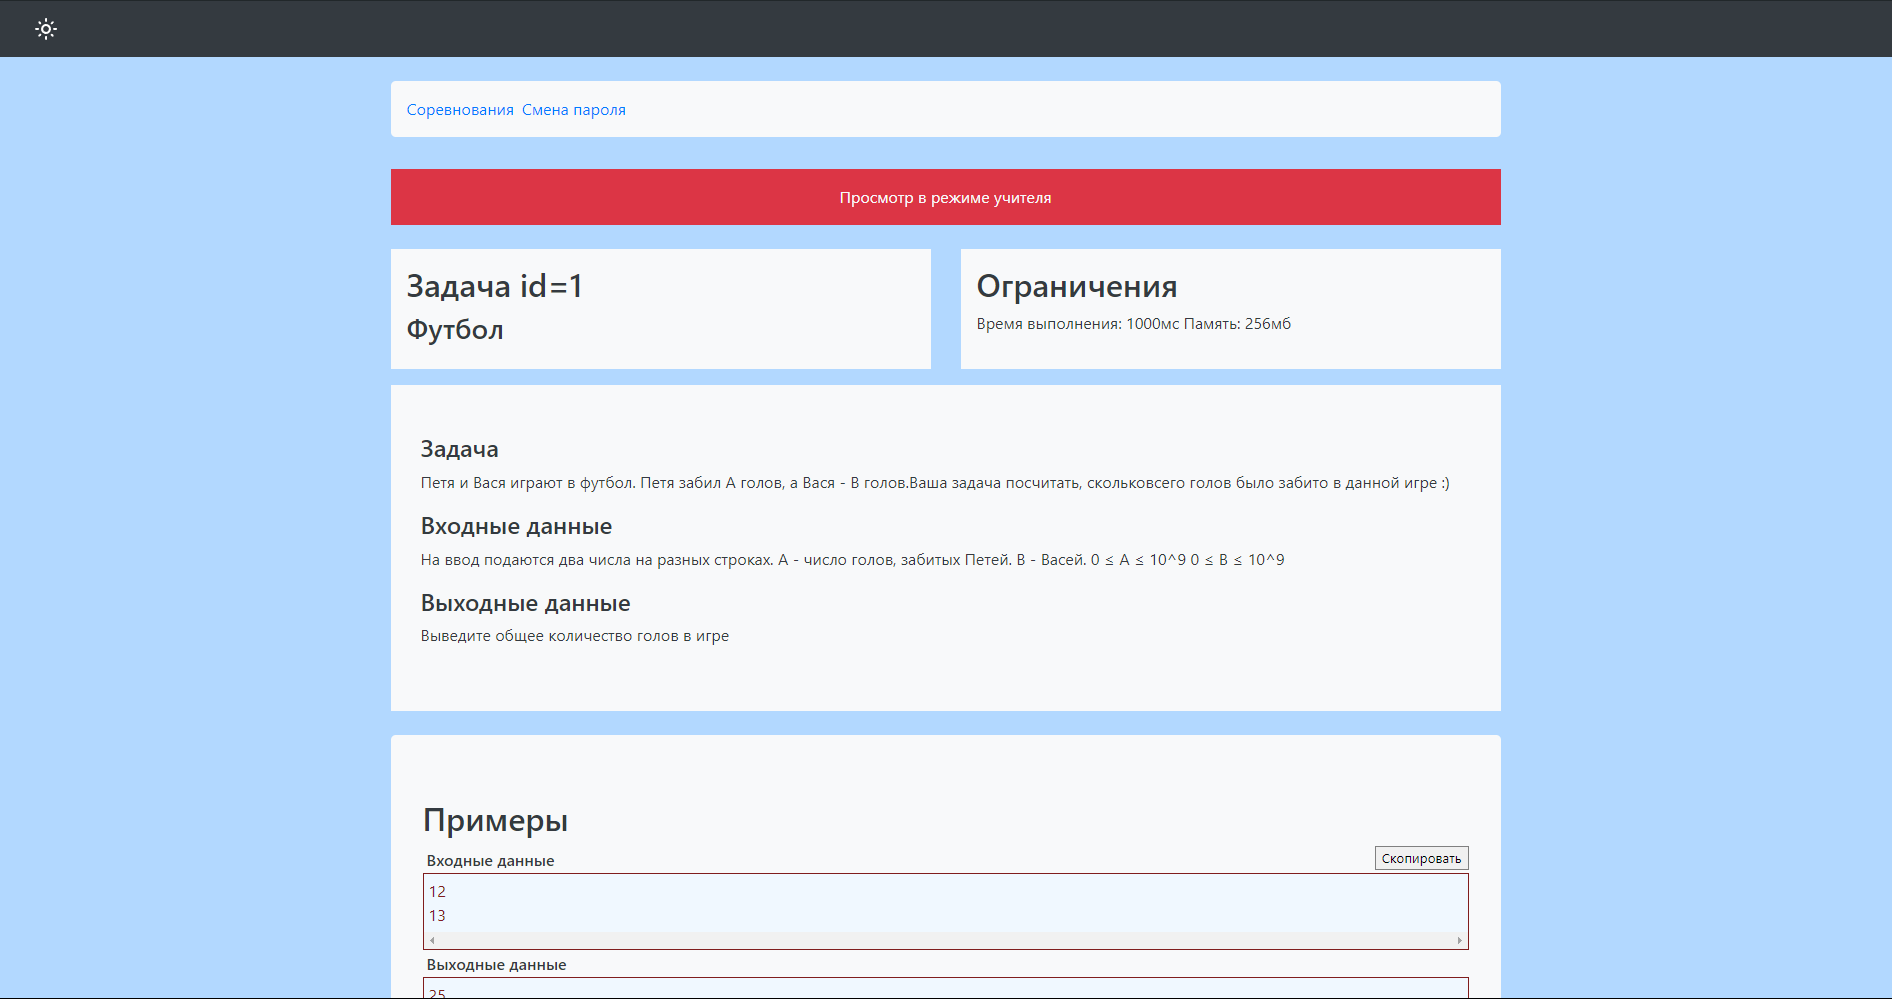 Соревнования Смена пароля
Просмотр в режиме учителя
Задача id=1
Футбол
Ограничения
Время выполнения: 1000мс Память: 256мб
Задача
Петя и Вася играют в футбол. Петя забил A голов, а Вася - B голов.Ваша задача посчитать, скольковсего голов было забито в данной игре :)
Входные данные
На ввод подаются два числа на разных строках. A - число голов, забитых Петей. B - Васей. 0 ≤ A ≤ 10^9 0 ≤ B ≤ 10^9
Выходные данные
Выведите общее количество голов в игре
Примеры
Входные данные
Скопировать
12
13
Выходные данные
25